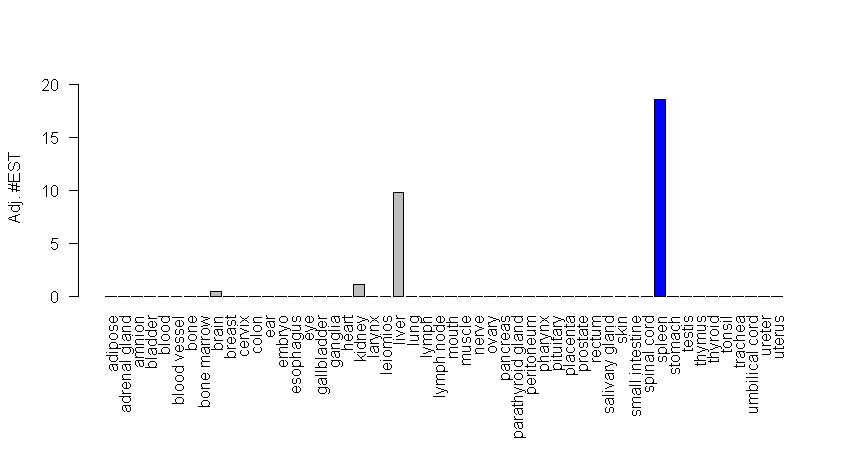 Adj. #EST
20
15
10
5
0
adipose
adrenal gland
amnion
bladder
blood
blood vessel
bone
bone marrow
brain
breast
cervix
colon
ear
embryo
esophagus
eye
gallbladder
ganglia
heart
kidney
larynx
leiomios
liver
lung
lymph
lymph node
mouth
muscle
nerve
ovary
pancreas
parathyroid gland
peritoneum
pharynx
pituitary
placenta
prostate
rectum
salivary gland
skin
small intestine
spinal cord
spleen
stomach
testis
thymus
thyroid
tonsil
trachea
umbilical cord
ureter
uterus